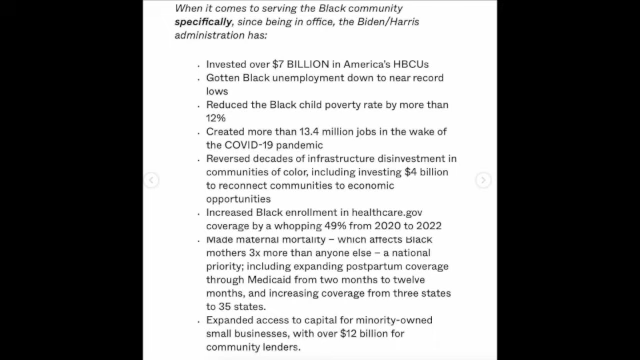 When it comes to serving the Black community
specifically, since being in office, the Biden/Harris
administration has:
· Invested over $7 BILLION in America's HBCUs
· Gotten Black unemployment down to near record
lows
· Reduced the Black child poverty rate by more than
12%
· Created more than 13.4 million jobs in the wake of
the COVID-19 pandemic
· Reversed decades of infrastructure disinvestment in
communities of color, including investing $4 billion
to reconnect communities to economic
opportunities
· Increased Black enrollment in healthcare.gov
coverage by a whopping 49% from 2020 to 2022
· Made maternal mortality – which affects Black
mothers 3x more than anyone else – a national
priority; including expanding postpartum coverage
through Medicaid from two months to twelve
months, and increasing coverage from three states
to 35 states.
· Expanded access to capital for minority-owned
small businesses, with over $12 billion for
community lenders.